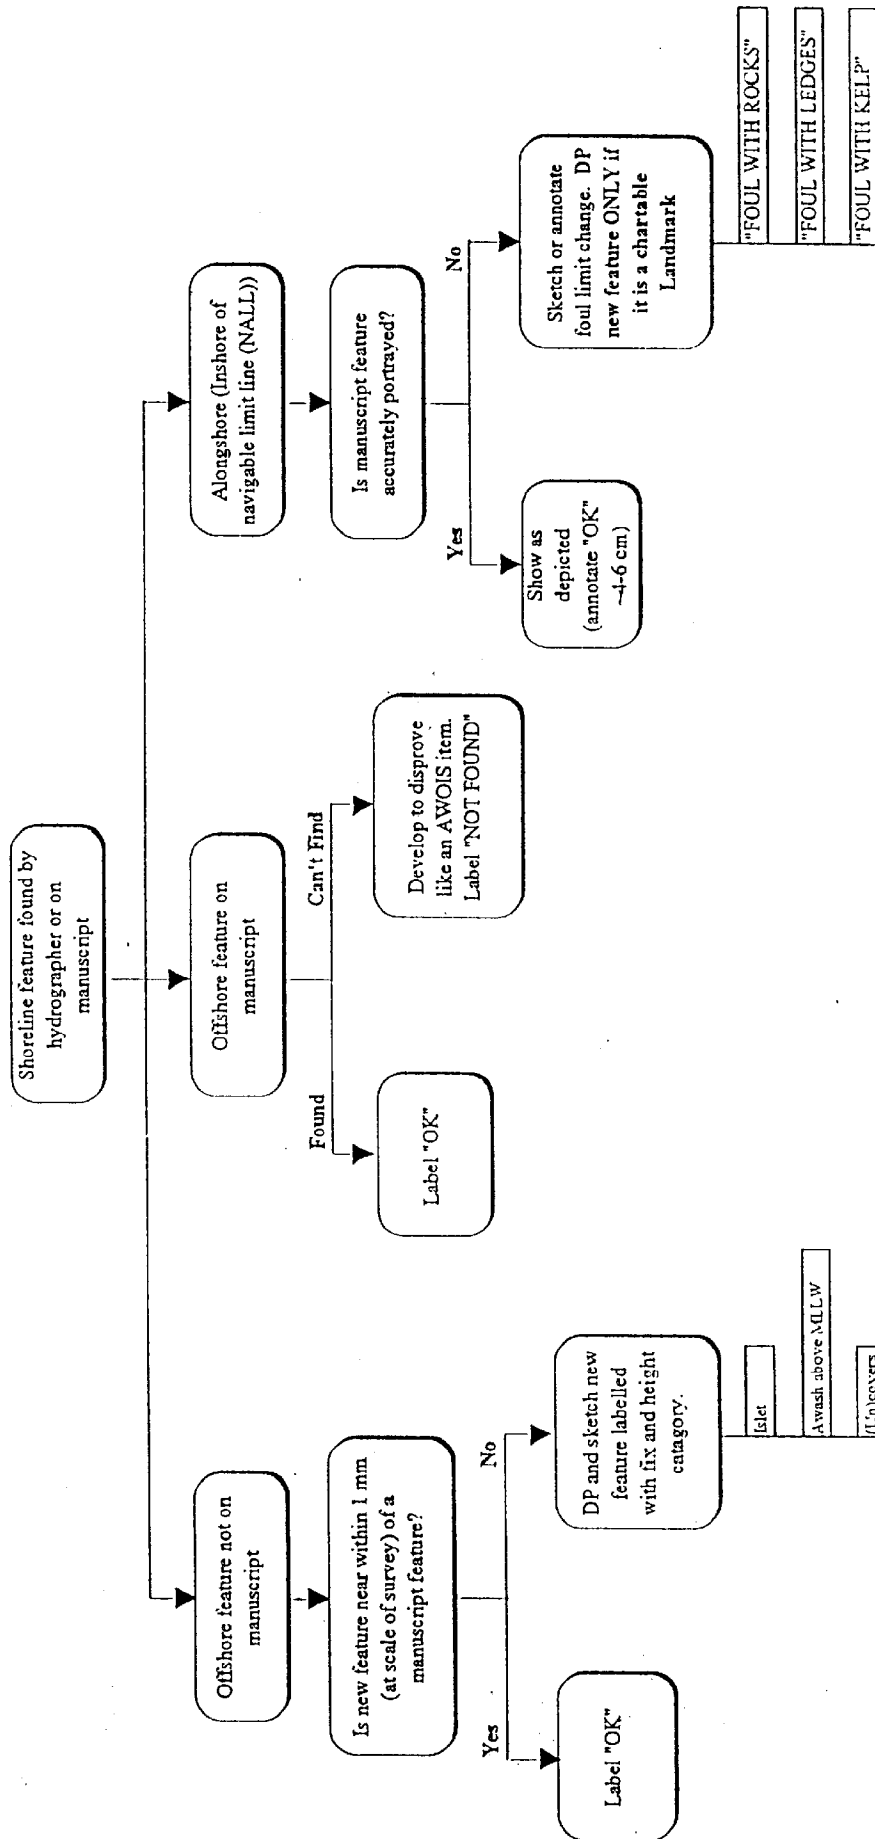 Shoreline feature found by
hydrographer or on
manuscript
Offshore feature not on
manuscript
Is new feature near within 1 mm
(at scale of survey) of a
manuscript feature?
Yes
No
Label "OK"
DP and sketch new
feature labelled
with fix and height
catagory.
Islet
Awash above MLLW
(Un)covers
Offshore feature on
manuscript
Found
Can't Find
Label "OK"
Develop to disprove
like an AWOIS item.
Label "NOT FOUND"
Alongshore (Inshore of
navigable limit line (NALL))
Is manuscript feature
accurately portrayed?
Yes
No
Show as
depicted
(annotate "OK"
~4-6 cm)
Sketch or annotate
foul limit change. DP
new feature ONLY if
it is a chartable
Landmark
"FOUL WITH ROCKS"
"FOUL WITH LEDGES"
"FOUL WITH KELP"